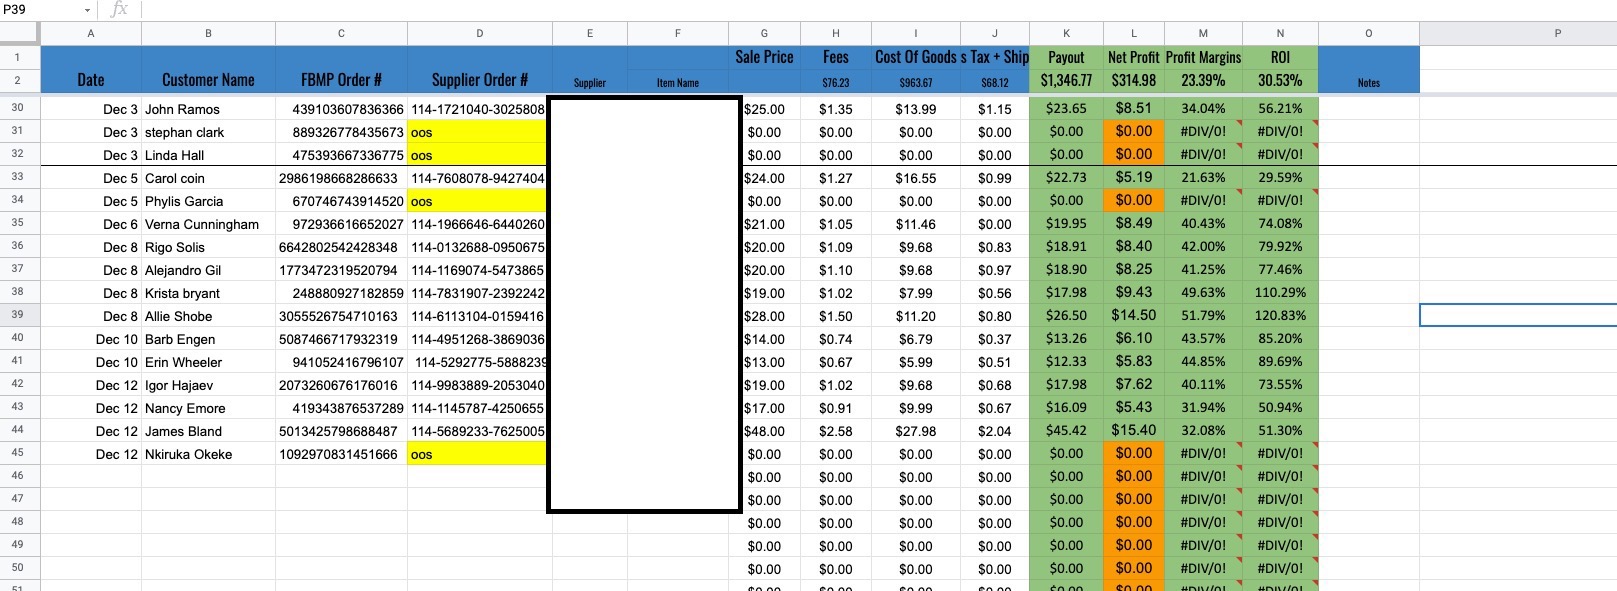 P39 fx
A B C D E F G H I J K L M N O P
1 Sale Price Fees Cost Of Goods s Tax + Ship Payout Net Profit Profit Margins ROI
2 Date Customer Name FBMP Order # Supplier Order # Supplier Item Name $76.23 $963.67 $68.12 $1,346.77 $314.98 23.39% 30.53% Notes
30 Dec 3 John Ramos 439103607836366 114-1721040-3025808 $25.00 $1.35 $13.99 $1.15 $23.65 $8.51 34.04% 56.21%
31 Dec 3 stephan clark 889326778435673 oos $0.00 $0.00 $0.00 $0.00 $0.00 $0.00 #DIV/0! #DIV/0!
32 Dec 3 Linda Hall 475393667336775 oos $0.00 $0.00 $0.00 $0.00 $0.00 $0.00 #DIV/0! #DIV/0!
33 Dec 5 Carol coin 2986198668286633 114-7608078-9427404 $24.00 $1.27 $16.55 $0.99 $22.73 $5.19 21.63% 29.59%
34 Dec 5 Phylis Garcia 670746743914520 oos $0.00 $0.00 $0.00 $0.00 $0.00 $0.00 #DIV/0! #DIV/0!
35 Dec 6 Verna Cunningham 972936616652027 114-1966646-6440260 $21.00 $1.05 $11.46 $0.00 $19.95 $8.49 40.43% 74.08%
36 Dec 8 Rigo Solis 6642802542428348 114-0132688-0950675 $20.00 $1.09 $9.68 $0.83 $18.91 $8.40 42.00% 79.92%
37 Dec 8 Alejandro Gil 1773472319520794 114-1169074-5473865 $20.00 $1.10 $9.68 $0.97 $18.90 $8.25 41.25% 77.46%
38 Dec 8 Krista bryant 248880927182859 114-7831907-2392242 $19.00 $1.02 $7.99 $0.56 $17.98 $9.43 49.63% 110.29%
39 Dec 8 Allie Shobe 3055526754710163 114-6113104-0159416 $28.00 $1.50 $11.20 $0.80 $26.50 $14.50 51.79% 120.83%
40 Dec 10 Barb Engen 5087466717932319 114-4951268-3869036 $14.00 $0.74 $6.79 $0.37 $13.26 $6.10 43.57% 85.20%
41 Dec 10 Erin Wheeler 941052416796107 114-5292775-5888239 $13.00 $0.67 $5.99 $0.51 $12.33 $5.83 44.85% 89.69%
42 Dec 12 Igor Hajaev 2073260676176016 114-9983889-2053040 $19.00 $1.02 $9.68 $0.68 $17.98 $7.62 40.11% 73.55%
43 Dec 12 Nancy Emore 419343876537289 114-1145787-4250655 $17.00 $0.91 $9.99 $0.67 $16.09 $5.43 31.94% 50.94%
44 Dec 12 James Bland 5013425798688487 114-5689233-7625005 $48.00 $2.58 $27.98 $2.04 $45.42 $15.40 32.08% 51.30%
45 Dec 12 Nkiruka Okeke 1092970831451666 oos $0.00 $0.00 $0.00 $0.00 $0.00 $0.00 #DIV/0! #DIV/0!
46 $0.00 $0.00 $0.00 $0.00 $0.00 $0.00 #DIV/0! #DIV/0!
47 $0.00 $0.00 $0.00 $0.00 $0.00 $0.00 #DIV/0! #DIV/0!
48 $0.00 $0.00 $0.00 $0.00 $0.00 $0.00 #DIV/0! #DIV/0!
49 $0.00 $0.00 $0.00 $0.00 $0.00 $0.00 #DIV/0! #DIV/0!
50 $0.00 $0.00 $0.00 $0.00 $0.00 $0.00 #DIV/0! #DIV/0!
51 $0.00 $0.00 $0.00 $0.00 $0.00 $0.00 #DIV/0! #DIV/0!